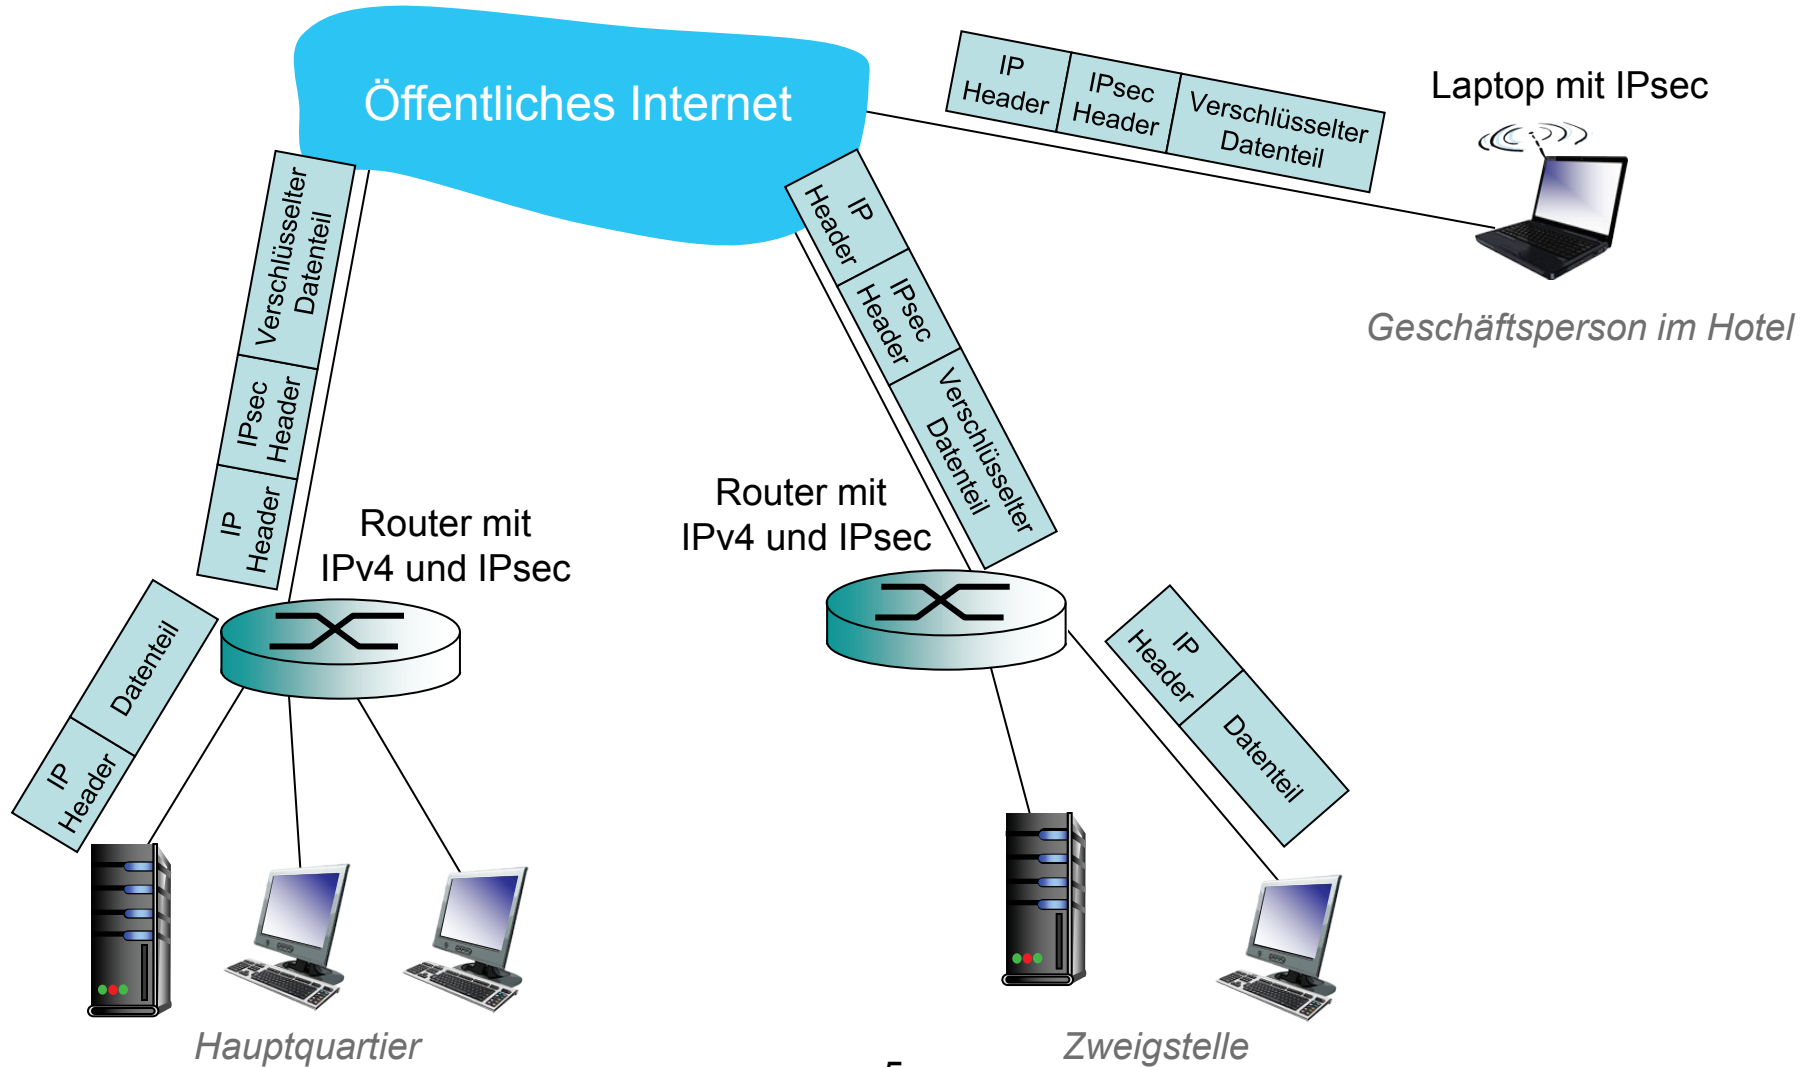 Öffentliches Internet
IP
Header
IPsec
Header
Verschlüsselter
Datenteil
Laptop mit IPsec
Geschäftsperson im Hotel
Verschlüsselter
Datenteil
IPsec
Header
IP
Header
IP
Header
IPsec
Header
Verschlüsselter
Datenteil
Router mit
IPv4 und IPsec
Router mit
IPv4 und IPsec
Datenteil
IP
Header
IP
Header
Datenteil
Hauptquartier
Zweigstelle